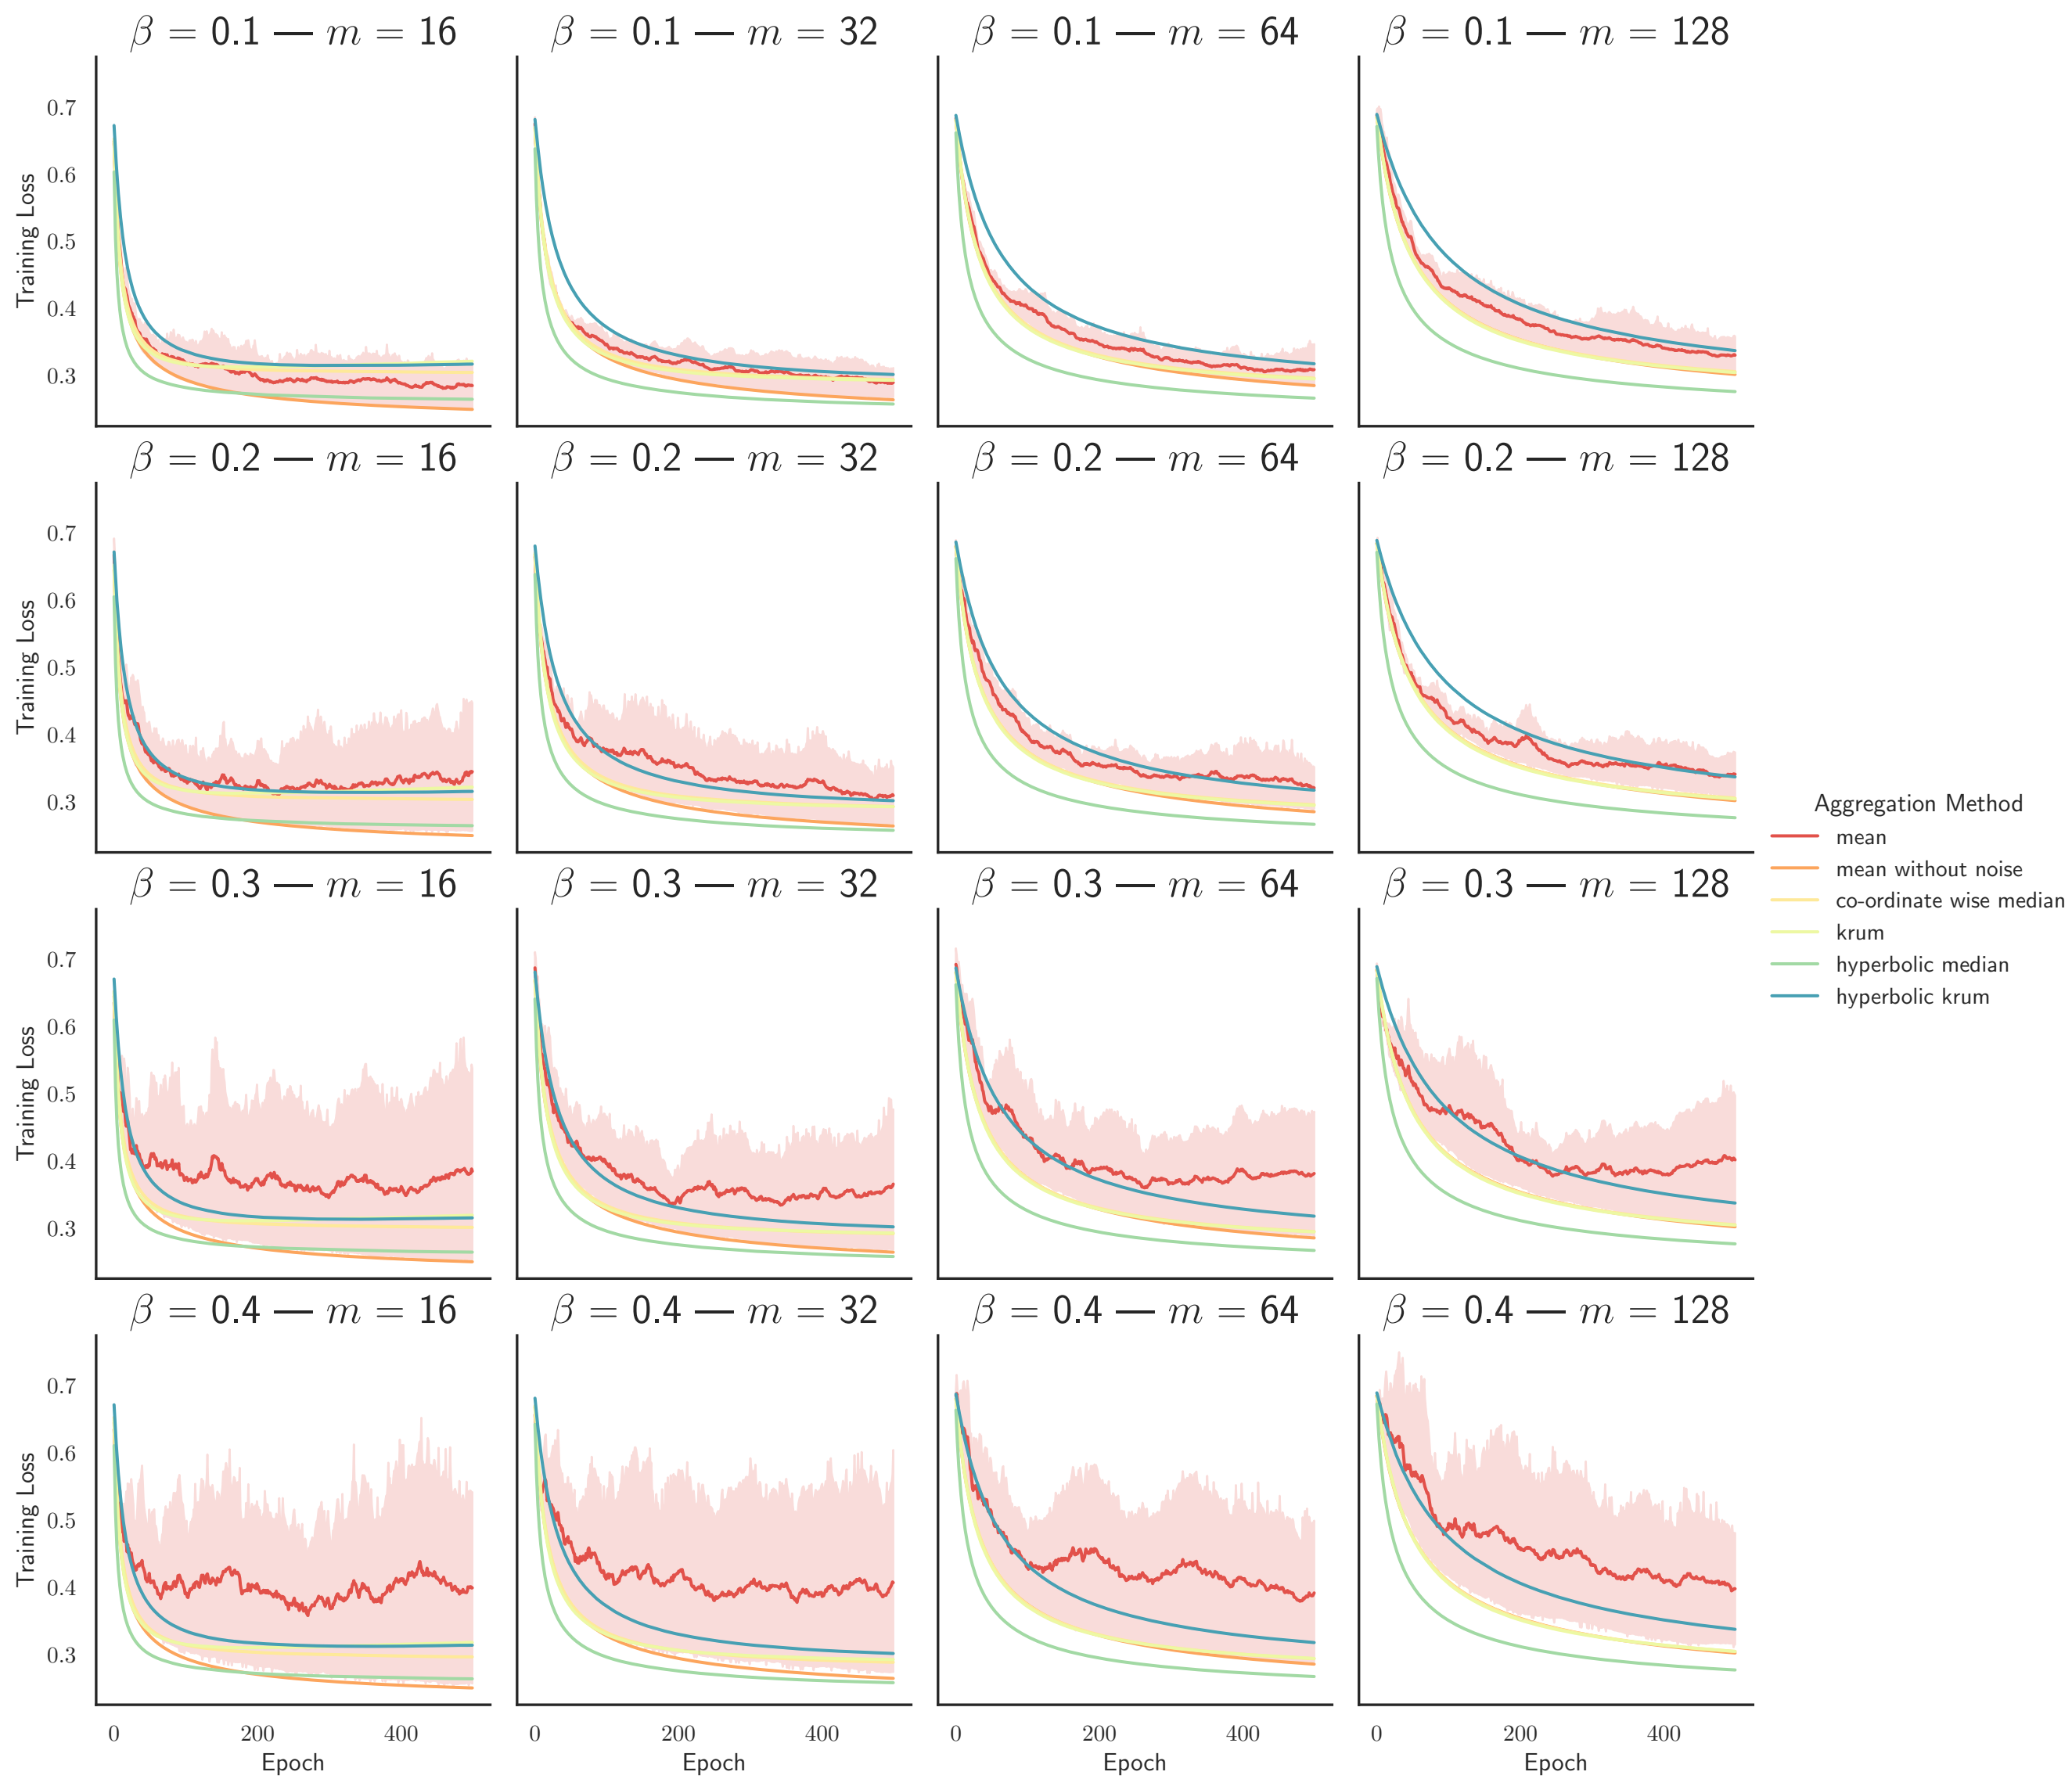 β = 0.1 — m = 16
β = 0.1 — m = 32
β = 0.1 — m = 64
β = 0.1 — m = 128
Training Loss
0.7
0.6
0.5
0.4
0.3
β = 0.2 — m = 16
β = 0.2 — m = 32
β = 0.2 — m = 64
β = 0.2 — m = 128
Training Loss
0.7
0.6
0.5
0.4
0.3
Aggregation Method
mean
mean without noise
co-ordinate wise median
krum
hyperbolic median
hyperbolic krum
β = 0.3 — m = 16
β = 0.3 — m = 32
β = 0.3 — m = 64
β = 0.3 — m = 128
Training Loss
0.7
0.6
0.5
0.4
0.3
β = 0.4 — m = 16
β = 0.4 — m = 32
β = 0.4 — m = 64
β = 0.4 — m = 128
Training Loss
0.7
0.6
0.5
0.4
0.3
0 200 400
Epoch
0 200 400
Epoch
0 200 400
Epoch
0 200 400
Epoch